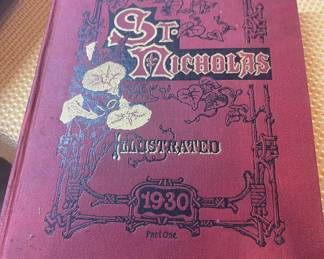 St.
Nicholas
Illustrated
1930
Part One.